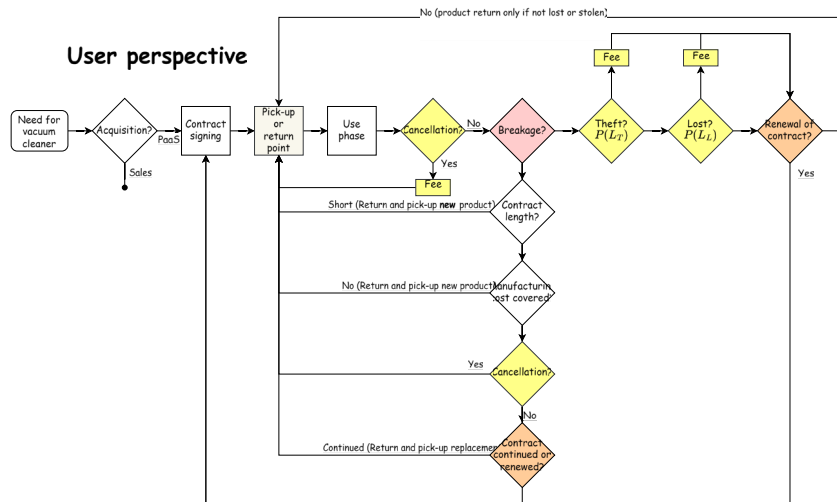 No (product return only if not lost or stolen)
User perspective
Fee
Fee
Need for
vacuum
cleaner
Acquisition?
PaaS
Sales
Contract
signing
Pick-up
or
return
point
Use
phase
Cancellation?
No
Yes
Fee
Breakage?
Theft?
P(L_T)
Lost?
P(L_L)
Renewal of
contract?
Yes
Short (Return and pick-up new product)
Contract
length?
No (Return and pick-up new product)
Manufacturin
cost covered
Yes
Cancellation?
No
Continued (Return and pick-up replacemen
Contract
continued or
renewed?